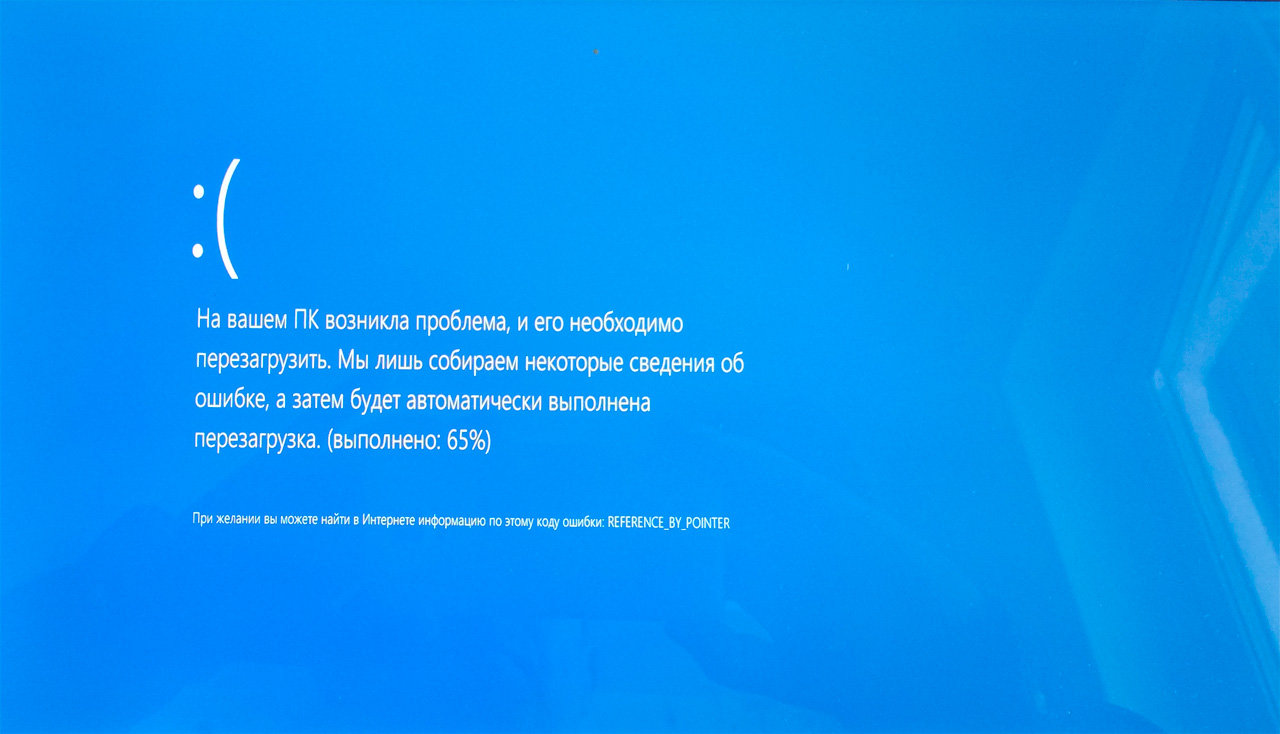 :(
На вашем ПК возникла проблема, и его необходимо
перезагрузить. Мы лишь собираем некоторые сведения об
ошибке, а затем будет автоматически выполнена
перезагрузка. (выполнено: 65%)
При желании вы можете найти в Интернете информацию по этому коду ошибки: REFERENCE_BY_POINTER